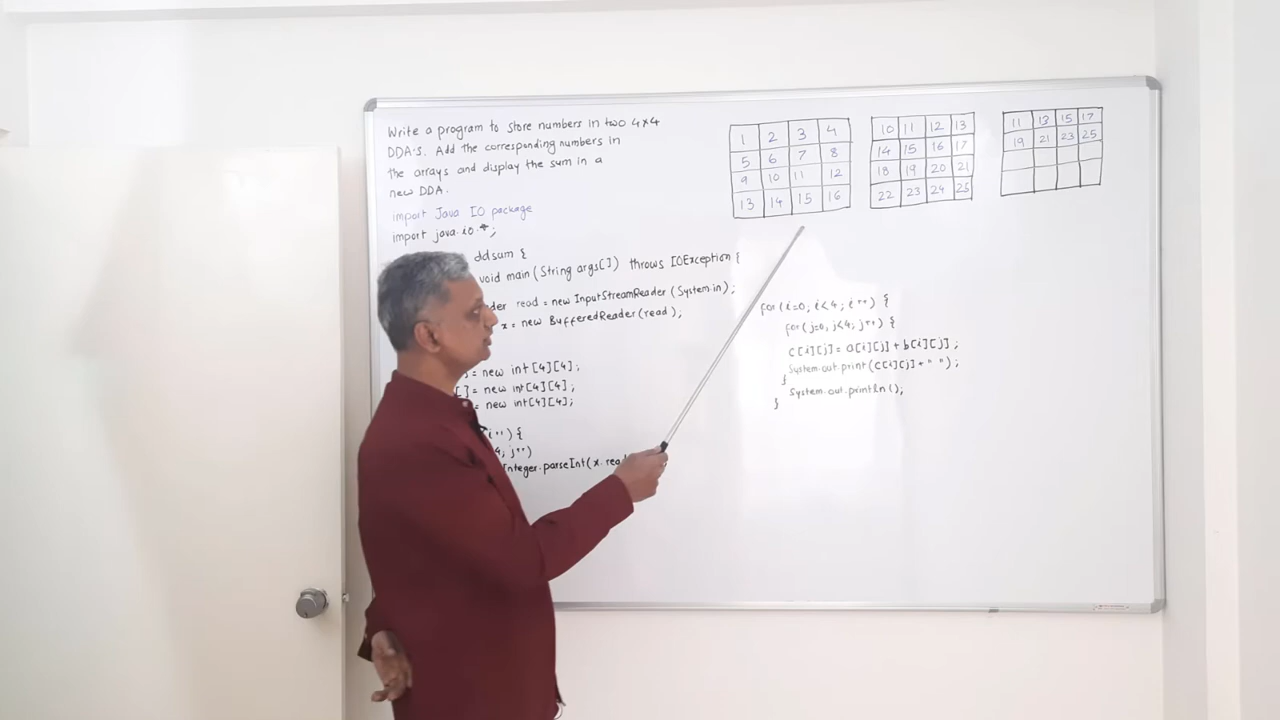 Write a program to store numbers in two 4×4
DDA's. Add the corresponding numbers in
the arrays and display the sum in a
new DDA.
import Java IO package
import java.io.*;
ddsum {
void main(String args[]) throws IOException {
der read = new InputStreamReader (System.in);
x = new BufferedReader(read);
] = new int[4][4];
[] = new int[4][4];
= new int[4][4];
i++) {
4; j++)
Integer.parseInt(x.read
1 2 3 4
5 6 7 8
9 10 11 12
13 14 15 16
10 11 12 13
14 15 16 17
18 19 20 21
22 23 24 25
11 13 15 17
19 21 23 25
for(i=0; i<4; i++) {
for(j=0; j<4; j++) {
C[i][j] = a[i][j] + b[i][j];
System.out.print(C[i][j]+" ");
}
System.out.println();
}